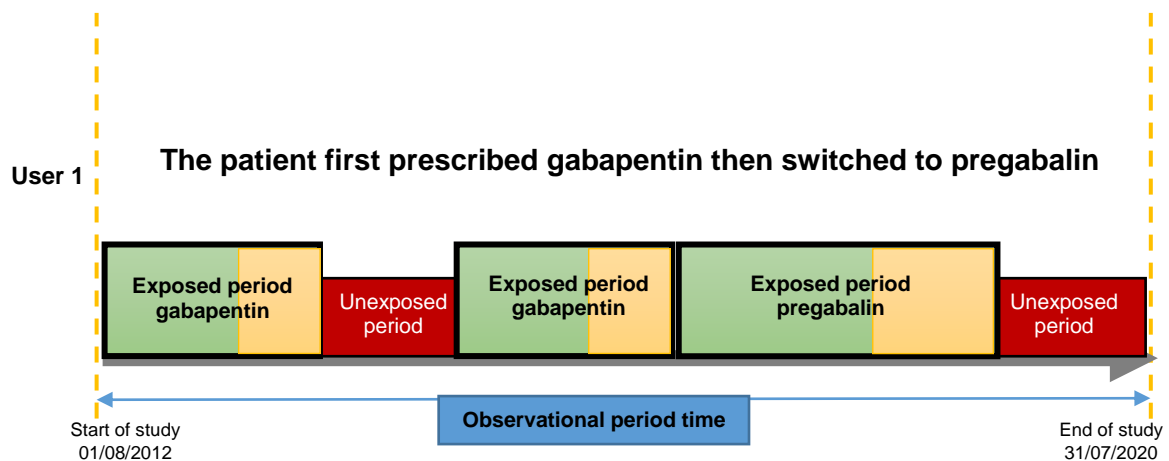 The patient first prescribed gabapentin then switched to pregabalin
User 1
Exposed period
gabapentin
Unexposed
period
Exposed period
gabapentin
Exposed period
pregabalin
Unexposed
period
Observational period time
Start of study
01/08/2012
End of study
31/07/2020